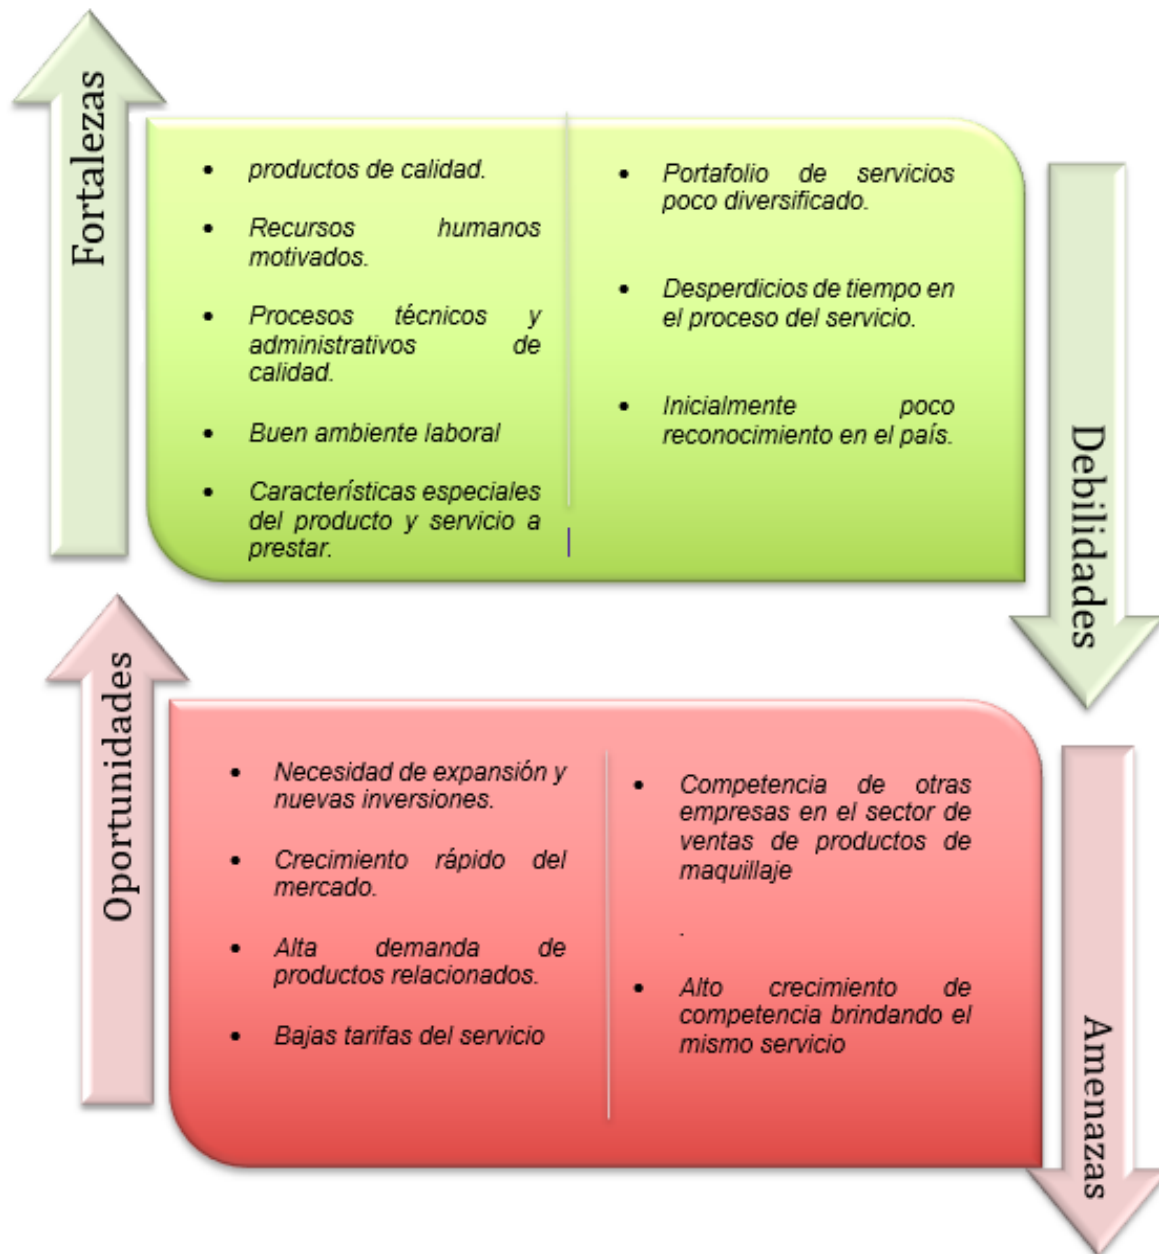 Fortalezas
• productos de calidad.
• Recursos humanos
motivados.
• Procesos técnicos y
administrativos de
calidad.
• Buen ambiente laboral
• Características especiales
del producto y servicio a
prestar.
• Portafolio de servicios
poco diversificado.
• Desperdicios de tiempo en
el proceso del servicio.
• Inicialmente poco
reconocimiento en el país.
Debilidades
Oportunidades
• Necesidad de expansión y
nuevas inversiones.
• Crecimiento rápido del
mercado.
• Alta demanda de
productos relacionados.
• Bajas tarifas del servicio
• Competencia de otras
empresas en el sector de
ventas de productos de
maquillaje
.
• Alto crecimiento de
competencia brindando el
mismo servicio
Amenazas